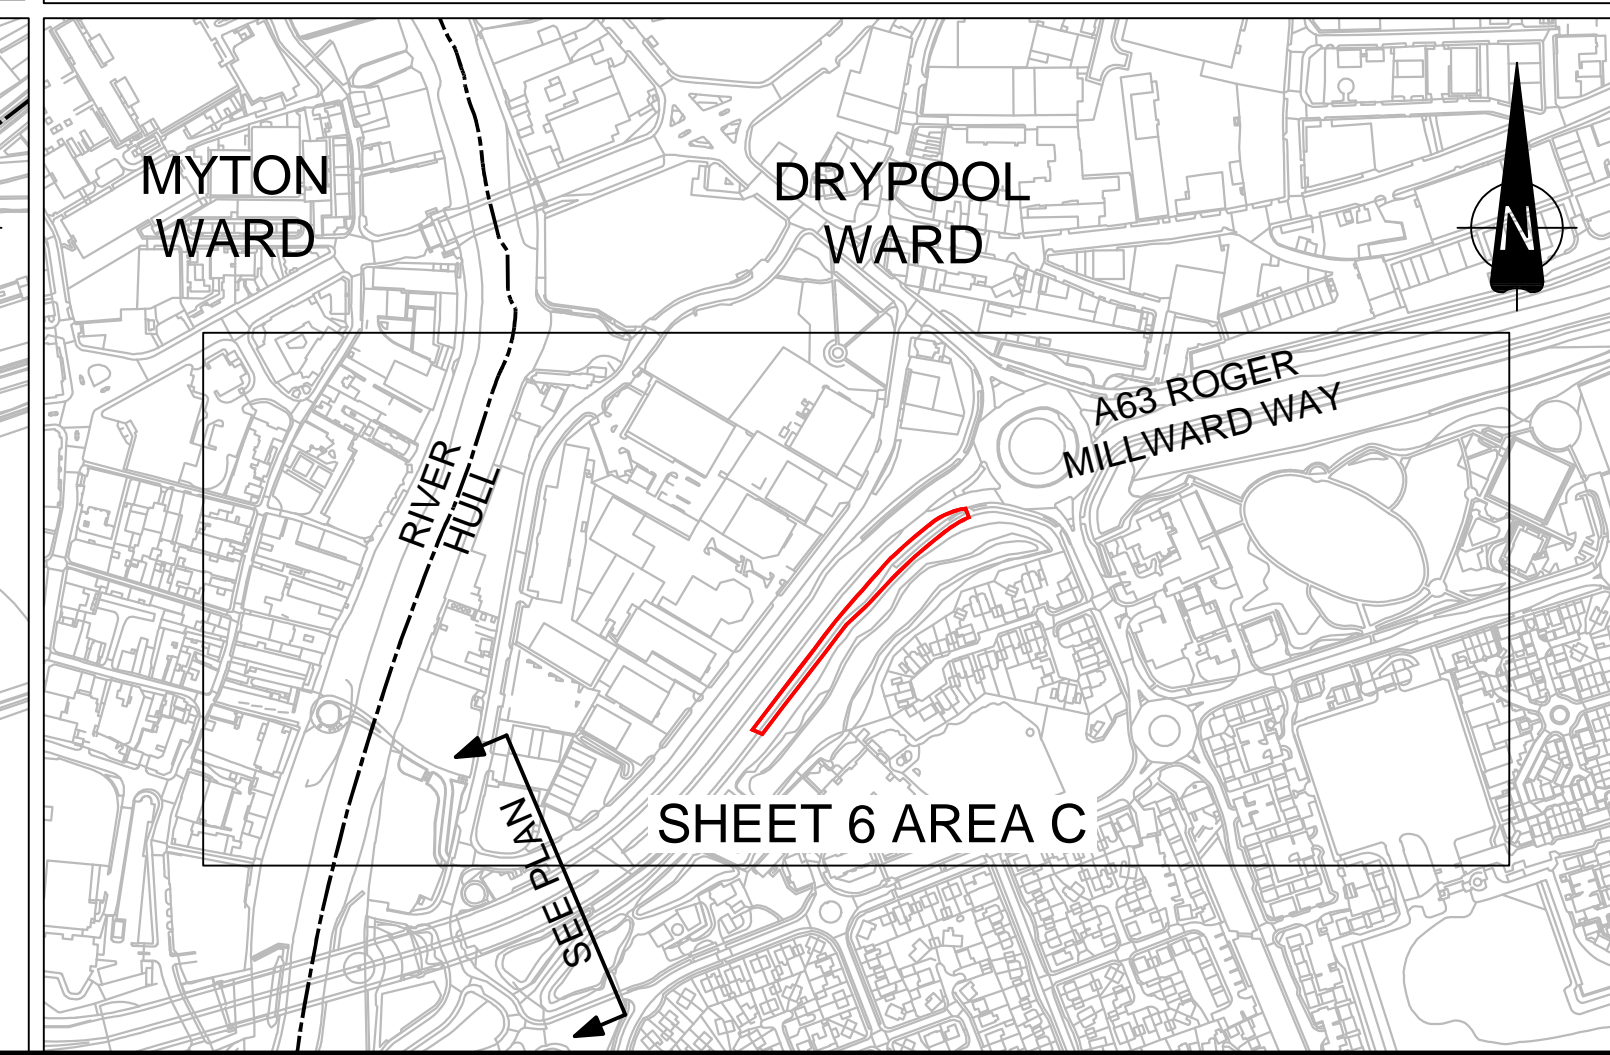 MYTON
WARD
DRYPOOL
WARD
N
A63 ROGER
MILLWARD WAY
RIVER
HULL
SEE PLAN
SHEET 6 AREA C